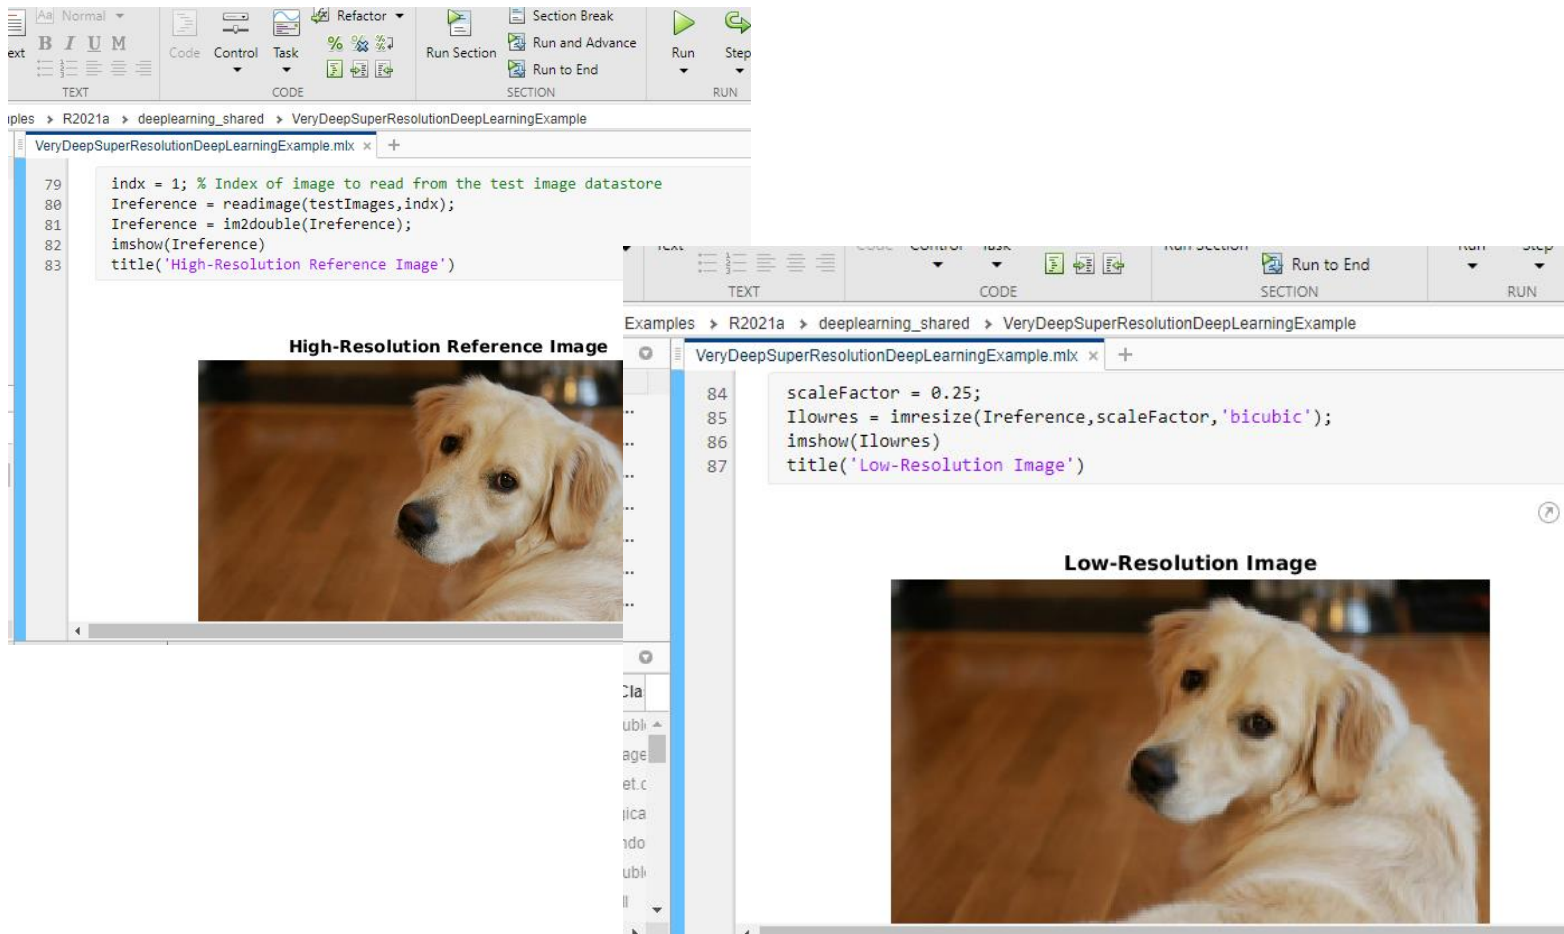 Normal
Refactor
Section Break
B I U M
Code Control Task
Run Section
Run and Advance
Run
Step
Run to End
TEXT
CODE
SECTION
RUN
R2021a > deeplearning_shared > VeryDeepSuperResolutionDeepLearningExample
VeryDeepSuperResolutionDeepLearningExample.mlx × +
79 indx = 1; % Index of image to read from the test image datastore
80 Ireference = readimage(testImages,indx);
81 Ireference = im2double(Ireference);
82 imshow(Ireference)
83 title('High-Resolution Reference Image')
High-Resolution Reference Image
Run to End
TEXT
CODE
SECTION
RUN
Examples > R2021a > deeplearning_shared > VeryDeepSuperResolutionDeepLearningExample
VeryDeepSuperResolutionDeepLearningExample.mlx × +
84 scaleFactor = 0.25;
85 Ilowres = imresize(Ireference,scaleFactor,'bicubic');
86 imshow(Ilowres)
87 title('Low-Resolution Image')
Low-Resolution Image